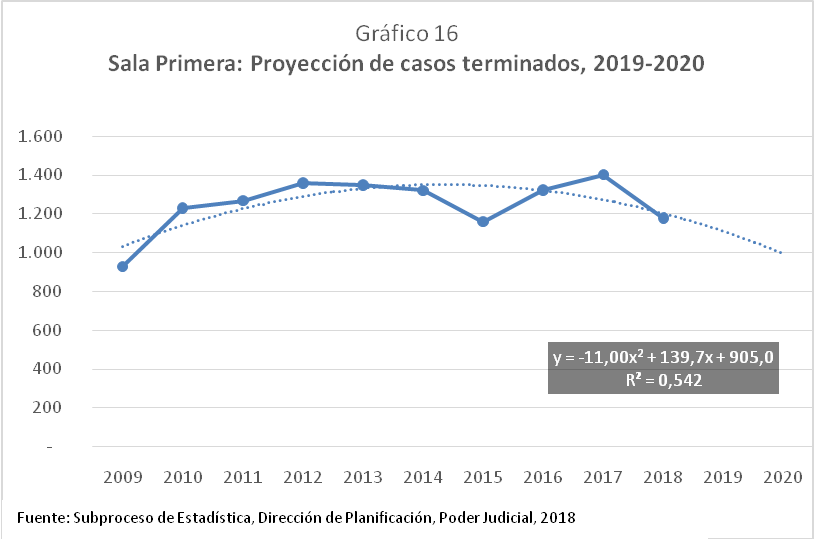 Gráfico 16
Sala Primera: Proyección de casos terminados, 2019-2020
1.600
1.400
1.200
1.000
800
600
400
200
-
y = -11,00x² + 139,7x + 905,0
R² = 0,542
2009 2010 2011 2012 2013 2014 2015 2016 2017 2018 2019 2020
Fuente: Subproceso de Estadística, Dirección de Planificación, Poder Judicial, 2018